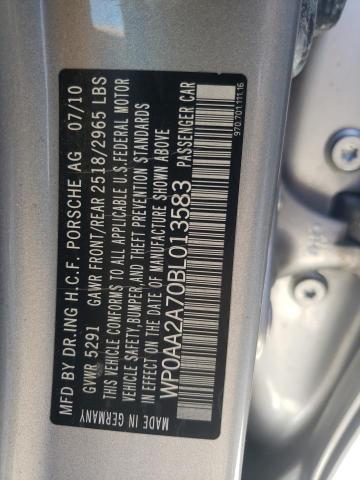 MFD BY DR.ING H.C.F. PORSCHE AG 07/10
GVWR 5291 GAWR FRONT/REAR 2518/2965 LBS
THIS VEHICLE CONFORMS TO ALL APPLICABLE U.S.FEDERAL MOTOR
VEHICLE SAFETY,BUMPER,AND THEFT PREVENTION STANDARDS
IN EFFECT ON THE DATE OF MANUFACTURE SHOWN ABOVE
WP0AA2A70BL013583 PASSENGER CAR
MADE IN GERMANY
970.701.111.16